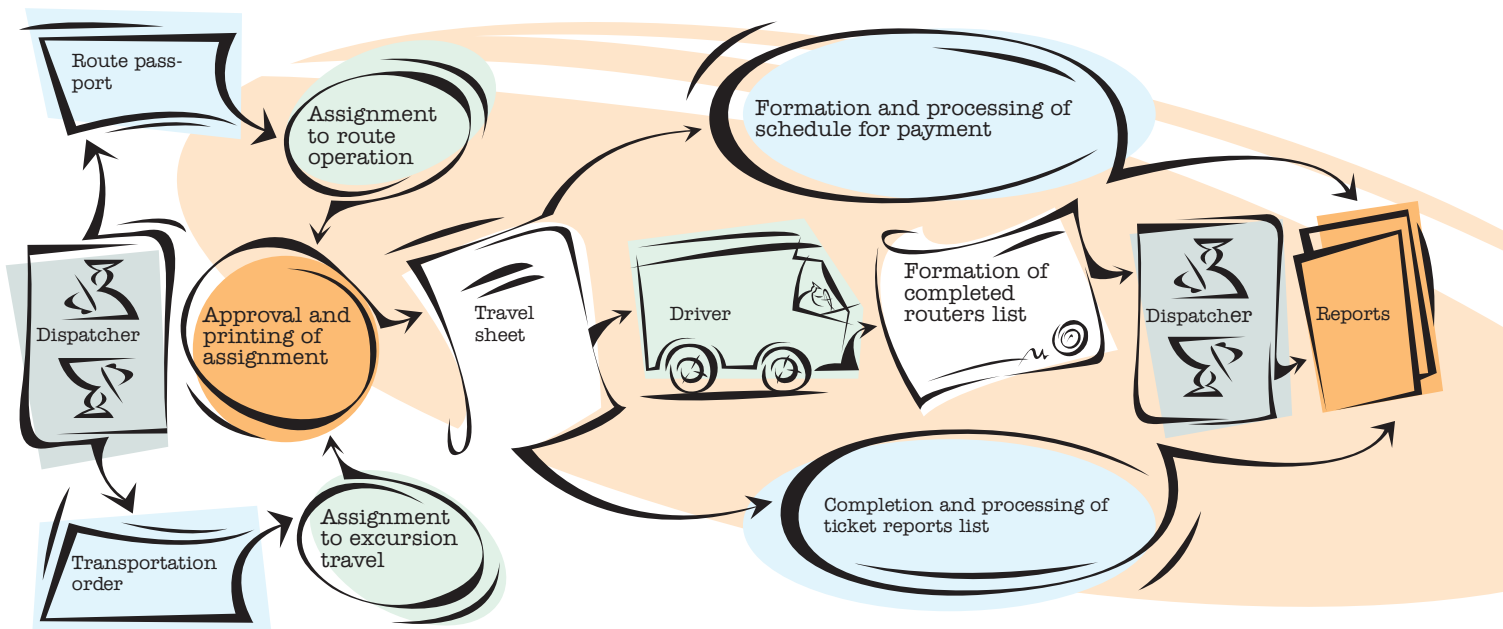 Route pass-
port
Assignment
to route
operation
Formation and processing of
schedule for payment
Dispatcher
Approval and
printing of
assignment
Travel
sheet
Driver
Formation of
completed
routers list
Dispatcher
Reports
Transportation
order
Assignment
to excursion
travel
Completion and processing of
ticket reports list